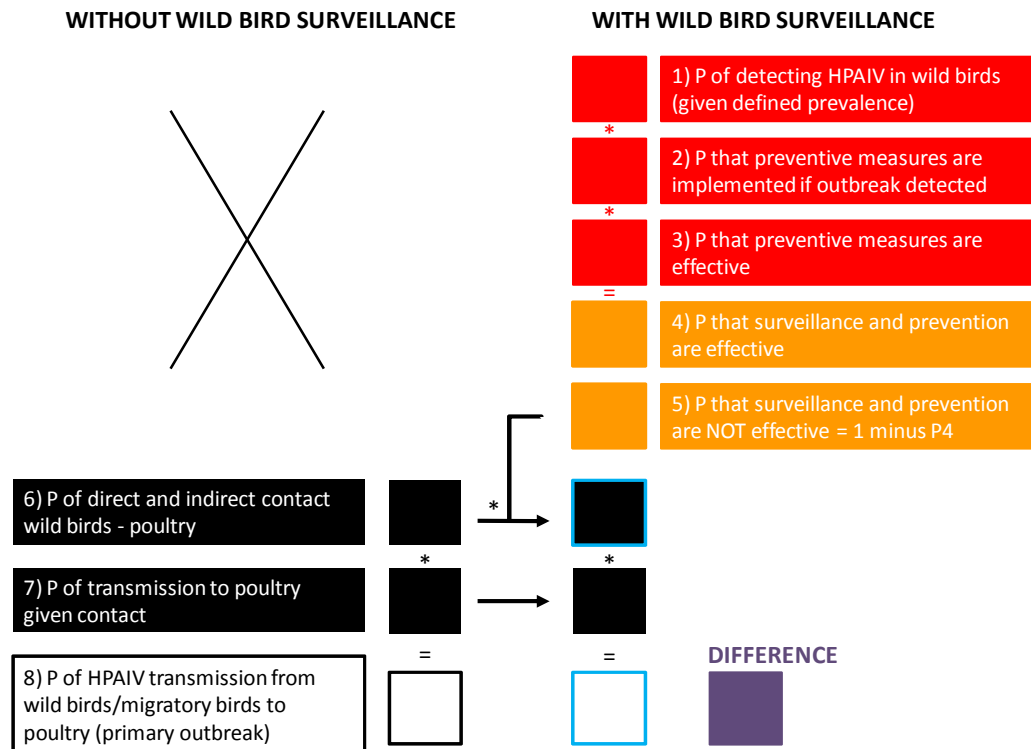 WITHOUT WILD BIRD SURVEILLANCE
WITH WILD BIRD SURVEILLANCE
1) P of detecting HPAIV in wild birds
(given defined prevalence)
*
2) P that preventive measures are
implemented if outbreak detected
*
3) P that preventive measures are
effective
=
4) P that surveillance and prevention
are effective
5) P that surveillance and prevention
are NOT effective = 1 minus P4
6) P of direct and indirect contact
wild birds - poultry
*
*
*
7) P of transmission to poultry
given contact
=
=
DIFFERENCE
8) P of HPAIV transmission from
wild birds/migratory birds to
poultry (primary outbreak)